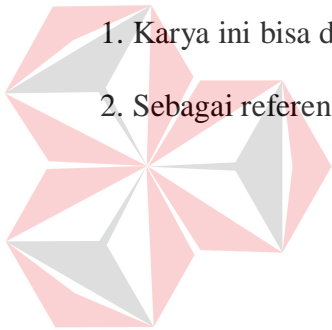 1. Karya ini bisa d
2. Sebagai referen